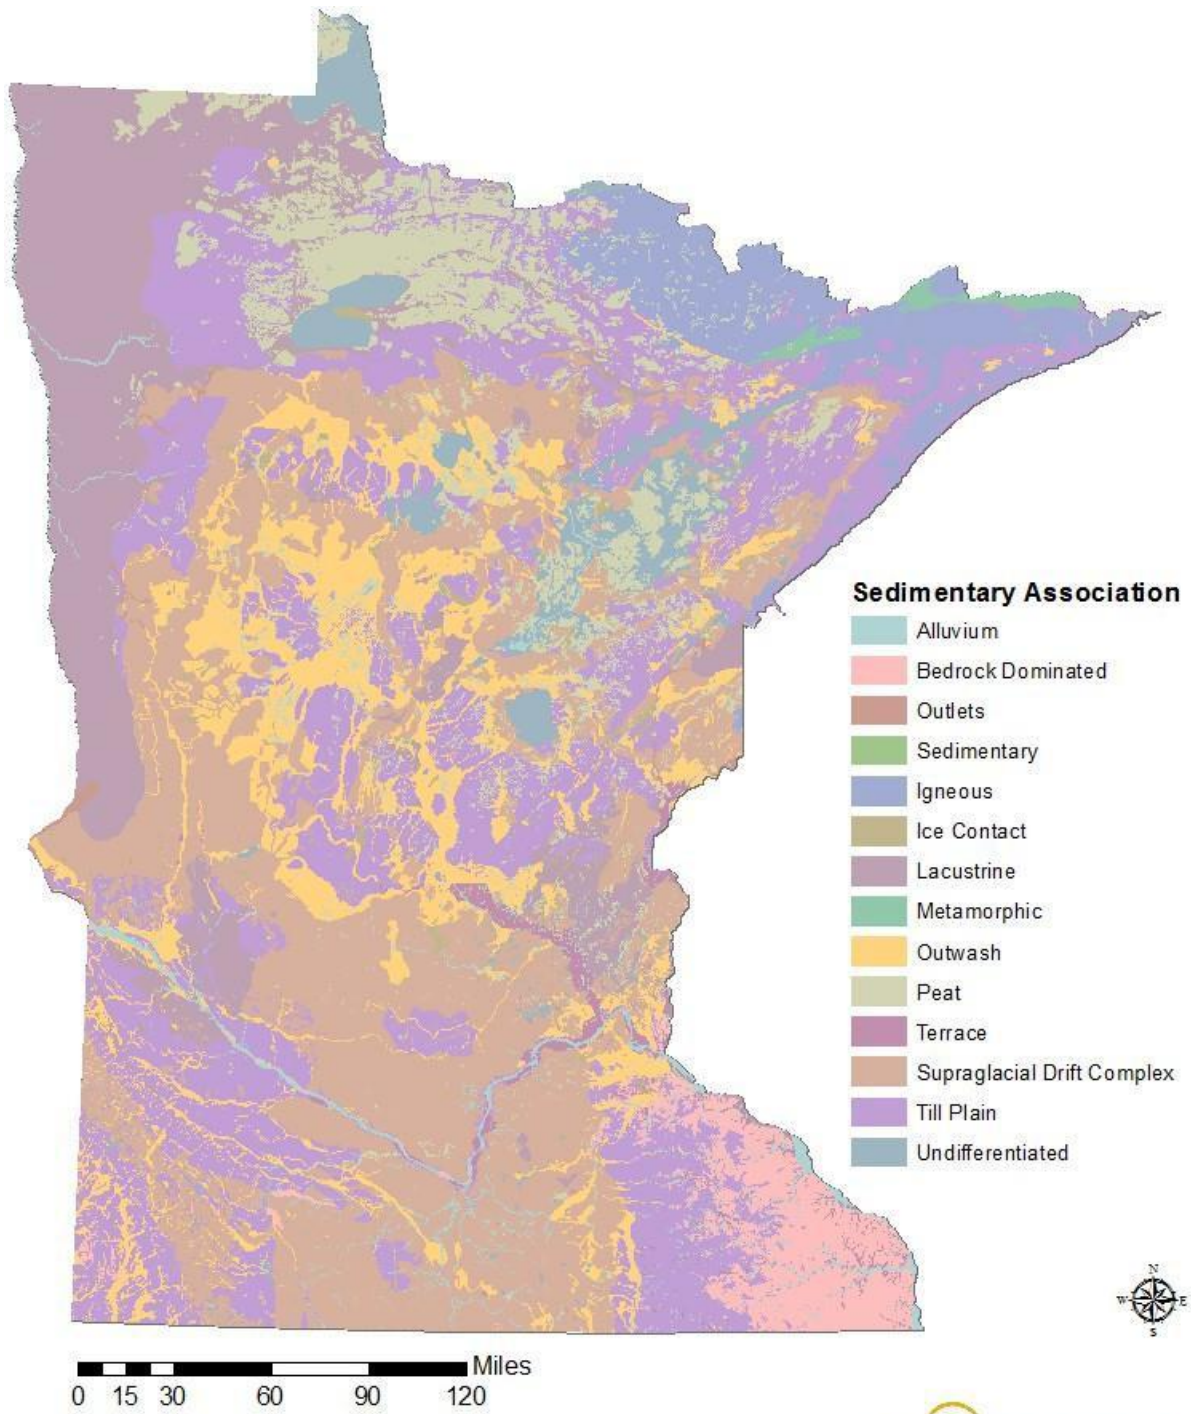 Sedimentary Association
Alluvium
Bedrock Dominated
Outlets
Sedimentary
Igneous
Ice Contact
Lacustrine
Metamorphic
Outwash
Peat
Terrace
Supraglacial Drift Complex
Till Plain
Undifferentiated
N
W E
S
Miles
0 15 30 60 90 120